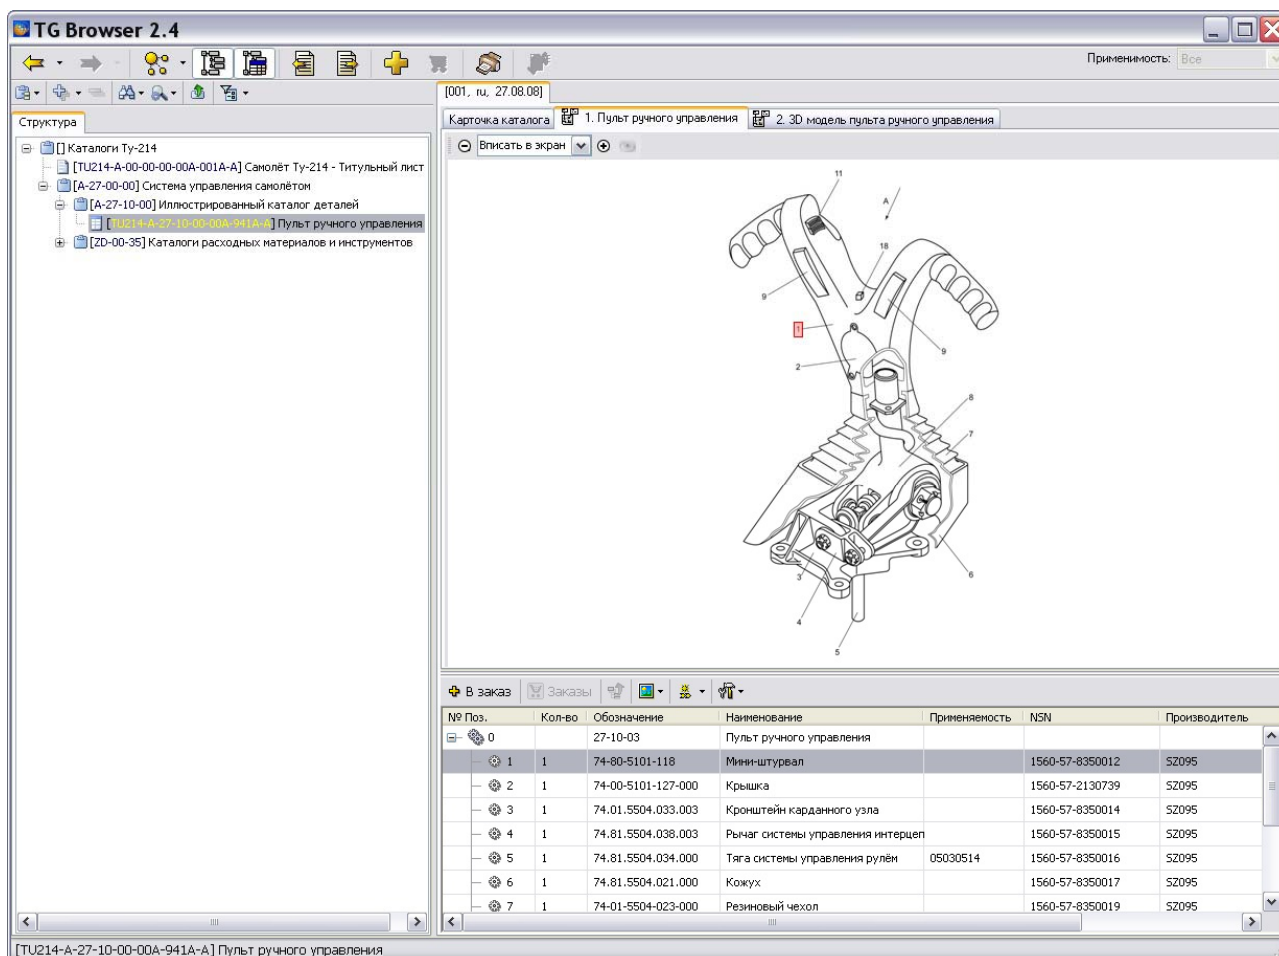 TG Browser 2.4
Применимость: Все
Структура
[] Каталоги Ту-214
[TU214-A-00-00-00-00A-001A-A] Самолёт Ту-214 - Титульный лист
[A-27-00-00] Система управления самолётом
[A-27-10-00] Иллюстрированный каталог деталей
[TU214-A-27-10-00-00A-941A-A] Пульт ручного управления
[ZD-00-35] Каталоги расходных материалов и инструментов
[001, ru, 27.08.08]
Карточка каталога 1. Пульт ручного управления 2. 3D модель пульта ручного управления
Вписать в экран
11
A
18
9
1
9
2
8
7
3
6
4
5
В заказ Заказы
№ Поз. Кол-во Обозначение Наименование Применяемость NSN Производитель
0 27-10-03 Пульт ручного управления
1 1 74-80-5101-118 Мини-штурвал 1560-57-8350012 SZ095
2 1 74-00-5101-127-000 Крышка 1560-57-2130739 SZ095
3 1 74.01.5504.033.003 Кронштейн карданного узла 1560-57-8350014 SZ095
4 1 74.81.5504.038.003 Рычаг системы управления интерцеп 1560-57-8350015 SZ095
5 1 74.81.5504.034.000 Тяга системы управления рулём 05030514 1560-57-8350016 SZ095
6 1 74.81.5504.021.000 Кожух 1560-57-8350017 SZ095
7 1 74-01-5504-023-000 Резиновый чехол 1560-57-8350019 SZ095
[TU214-A-27-10-00-00A-941A-A] Пульт ручного управления